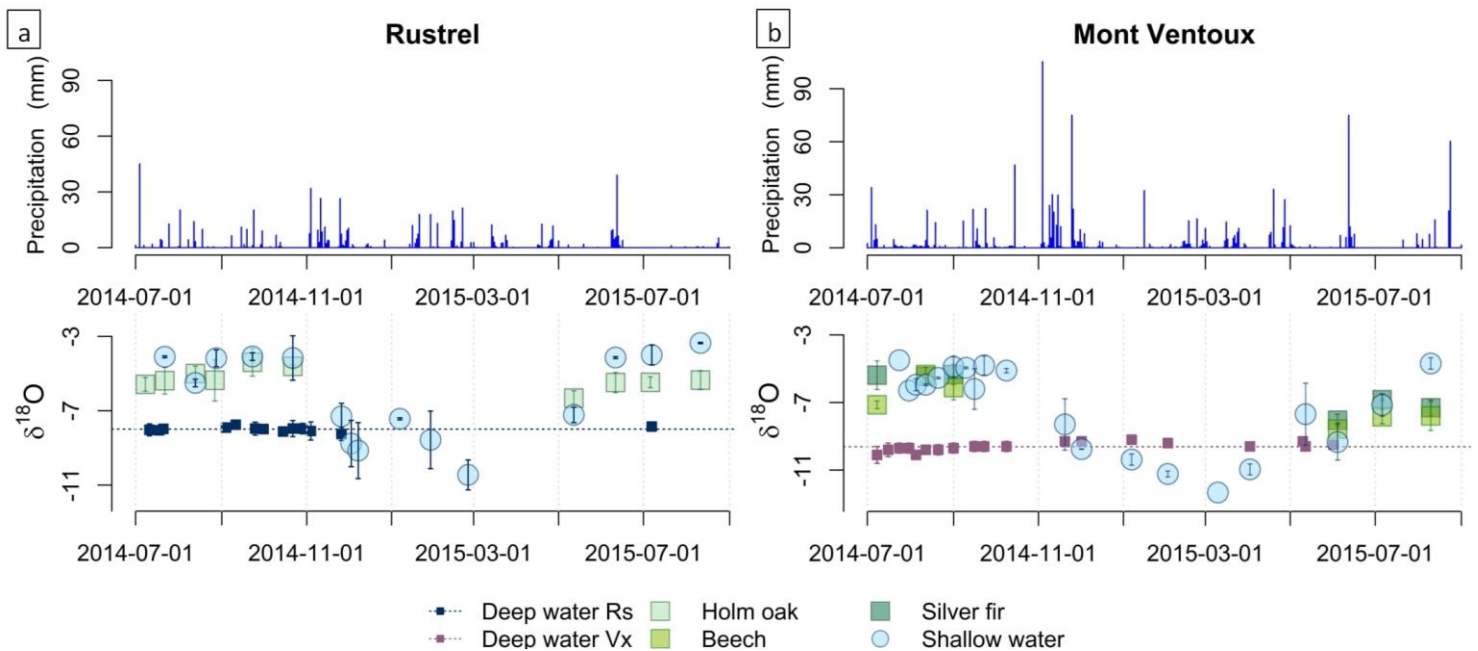 a
Rustrel
Precipitation (mm)
0 30 60 90
2014-07-01 2014-11-01 2015-03-01 2015-07-01
δ18O
-3
-7
-11
2014-07-01 2014-11-01 2015-03-01 2015-07-01
b
Mont Ventoux
Precipitation (mm)
0 30 60 90
2014-07-01 2014-11-01 2015-03-01 2015-07-01
δ18O
-3
-7
-11
2014-07-01 2014-11-01 2015-03-01 2015-07-01
Deep water Rs
Deep water Vx
Holm oak
Beech
Silver fir
Shallow water